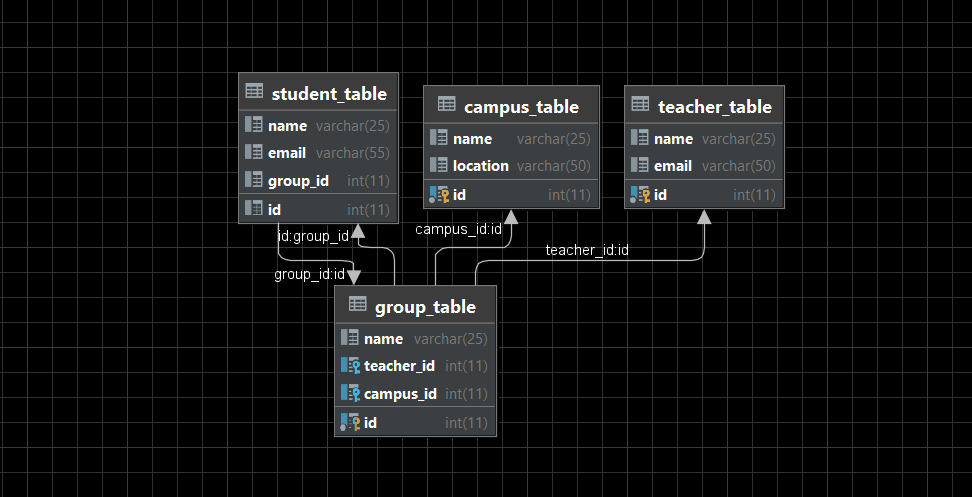 student_table
name varchar(25)
email varchar(55)
group_id int(11)
id int(11)
campus_table
name varchar(25)
location varchar(50)
id int(11)
teacher_table
name varchar(25)
email varchar(50)
id int(11)
id:group_id
campus_id:id
teacher_id:id
group_id:id
group_table
name varchar(25)
teacher_id int(11)
campus_id int(11)
id int(11)